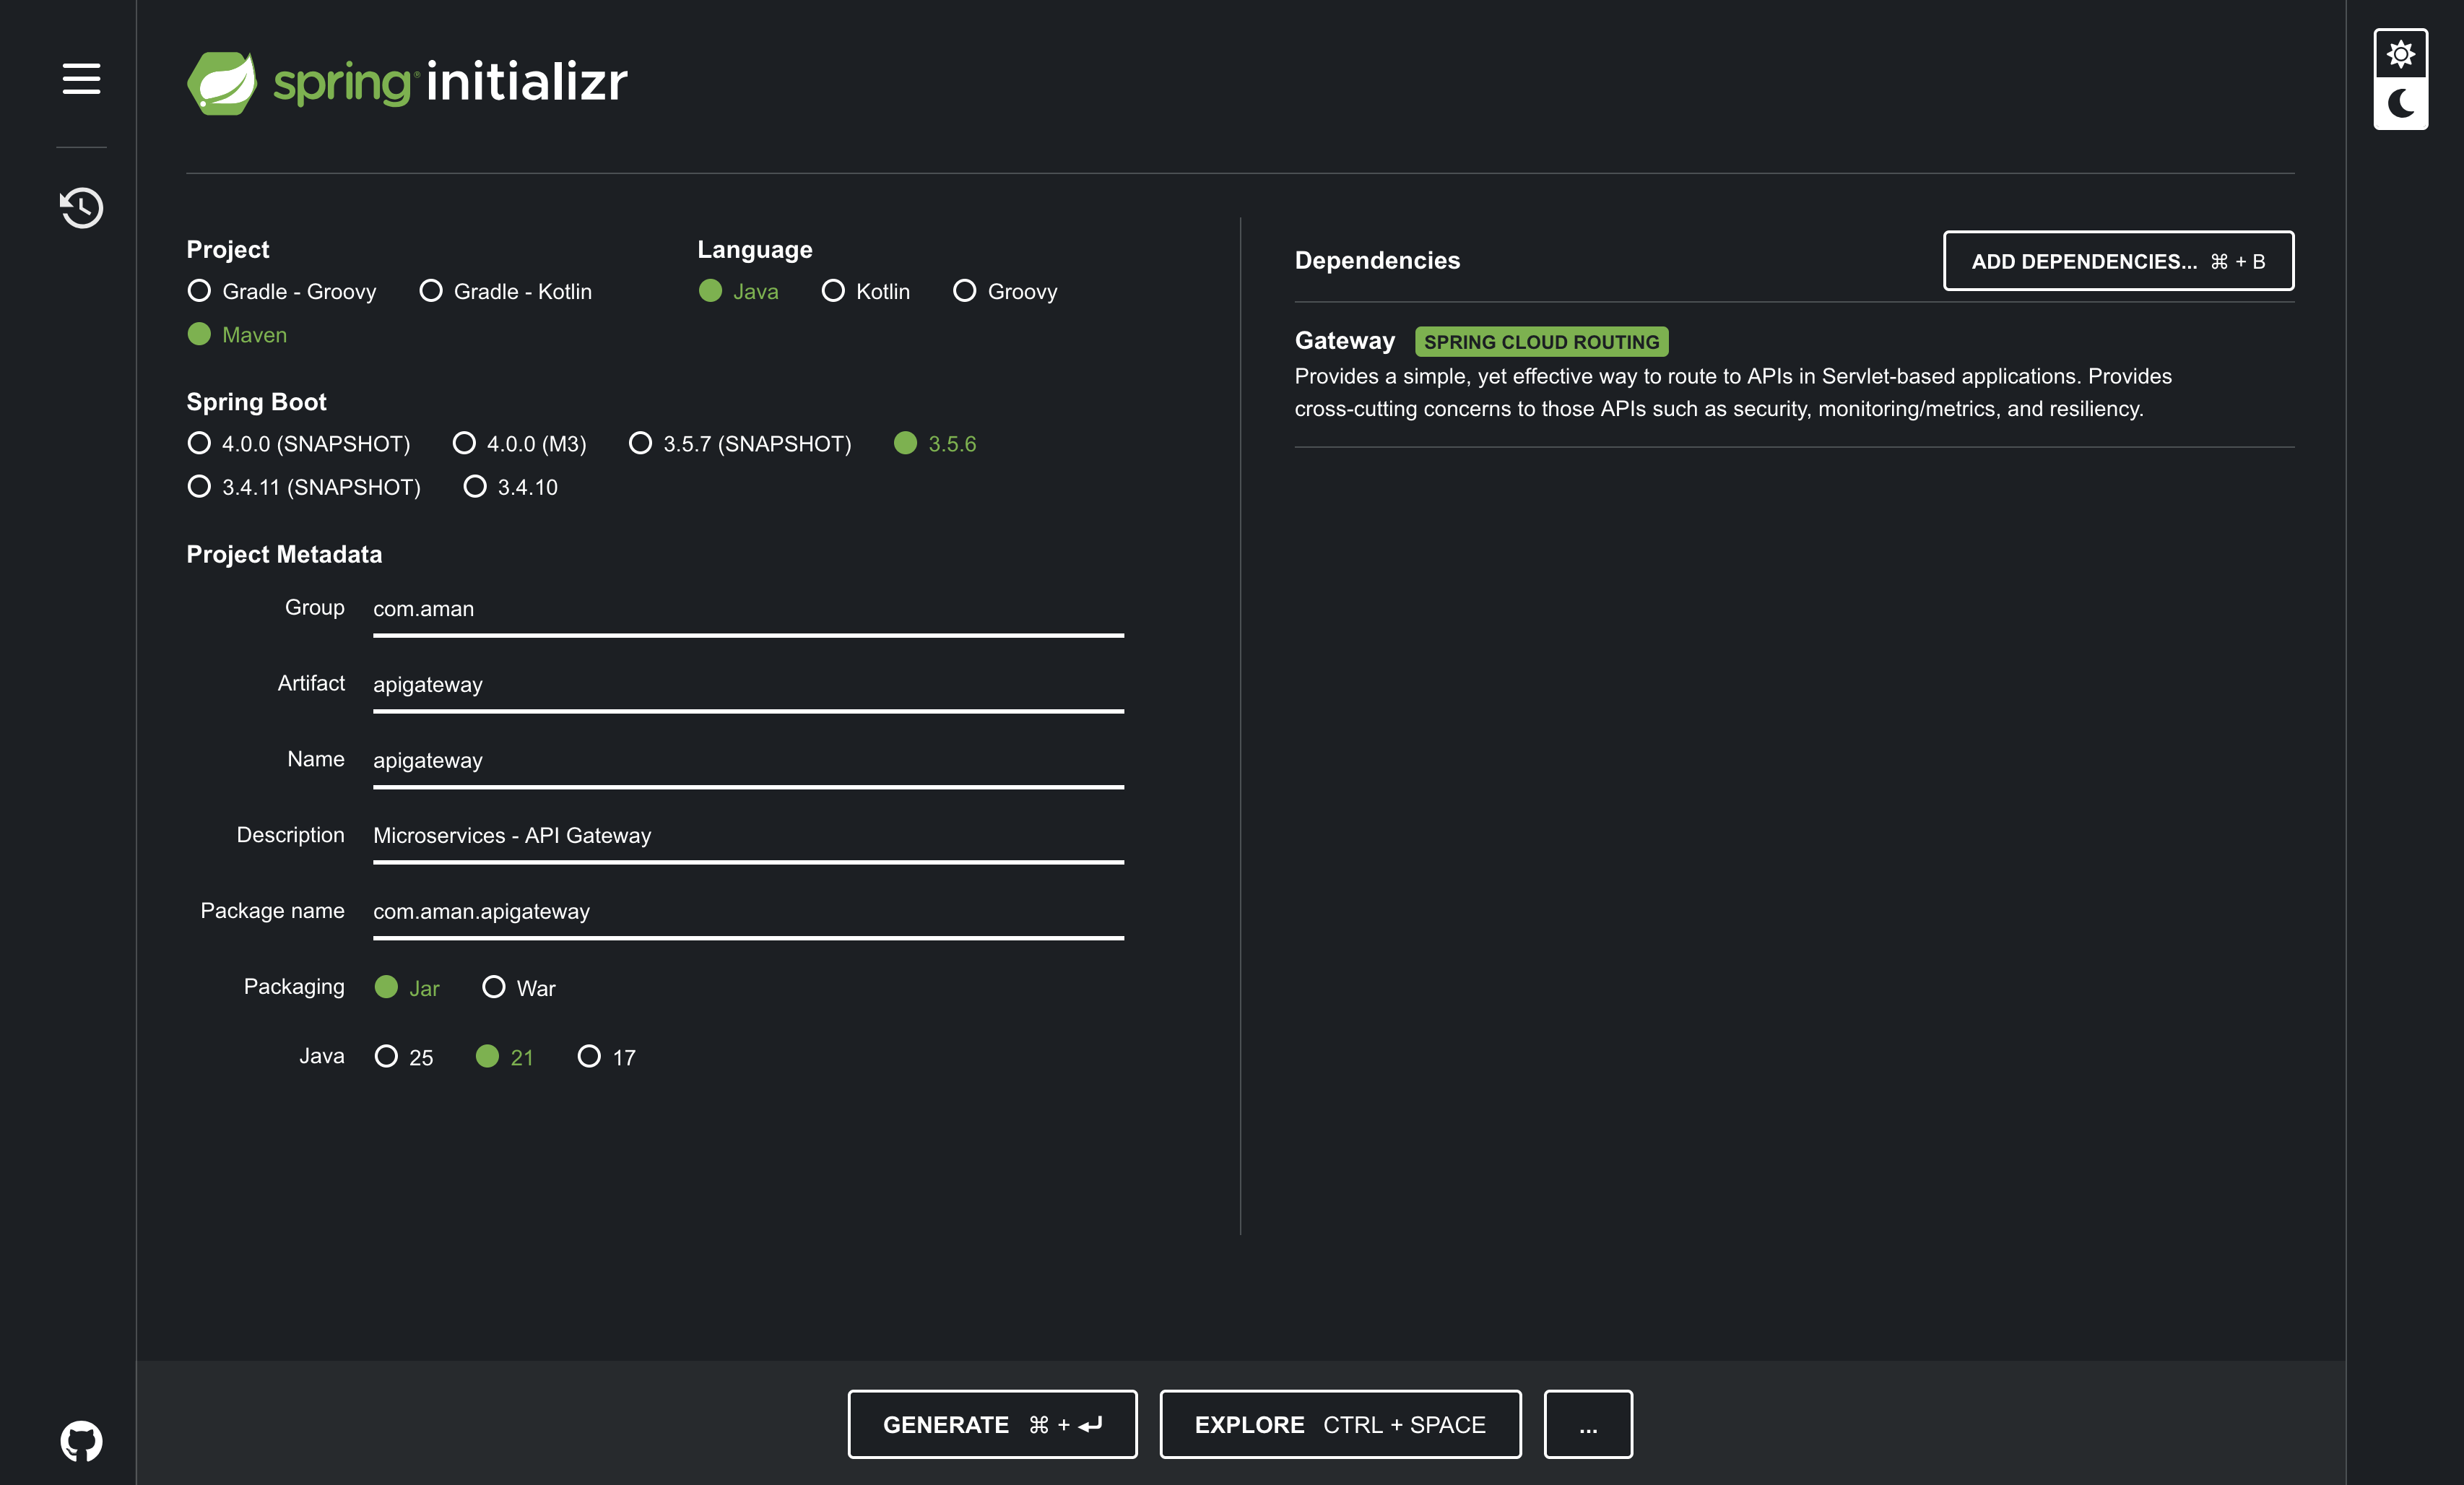 spring initializr
Project
Gradle - Groovy Gradle - Kotlin
Maven
Language
Java Kotlin Groovy
Spring Boot
4.0.0 (SNAPSHOT) 4.0.0 (M3) 3.5.7 (SNAPSHOT) 3.5.6
3.4.11 (SNAPSHOT) 3.4.10
Project Metadata
Group com.aman
Artifact apigateway
Name apigateway
Description Microservices - API Gateway
Package name com.aman.apigateway
Packaging Jar War
Java 25 21 17
Dependencies ADD DEPENDENCIES... ⌘ + B
Gateway SPRING CLOUD ROUTING
Provides a simple, yet effective way to route to APIs in Servlet-based applications. Provides
cross-cutting concerns to those APIs such as security, monitoring/metrics, and resiliency.
GENERATE ⌘ + ⏎ EXPLORE CTRL + SPACE ...